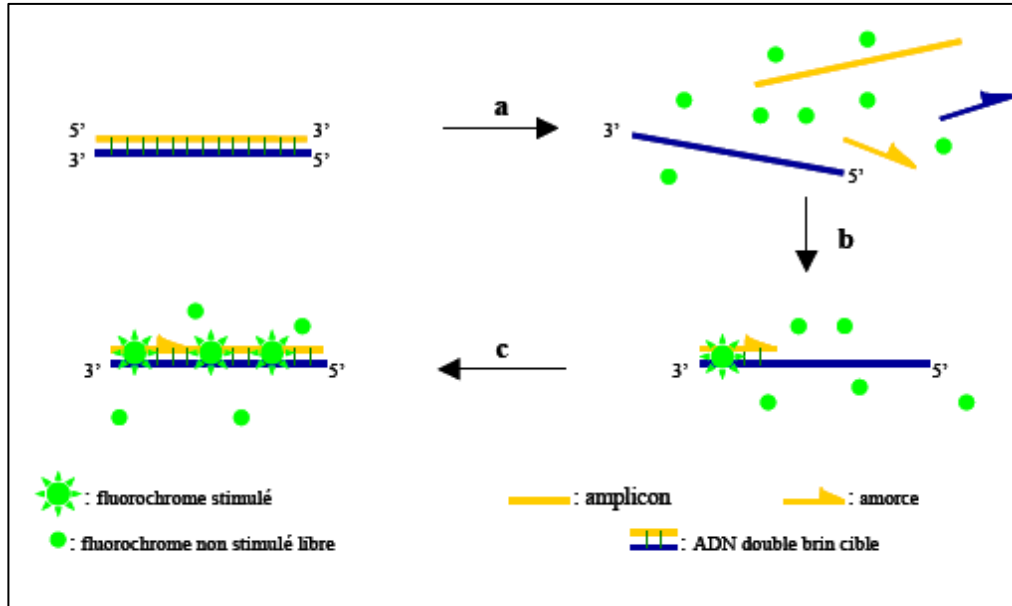 a
5' 3'
3' 5'
3'
5'
b
c
3' 5'
3' 5'
: fluorochrome stimulé
: amplicon
: amorce
: fluorochrome non stimulé libre
: ADN double brin cible